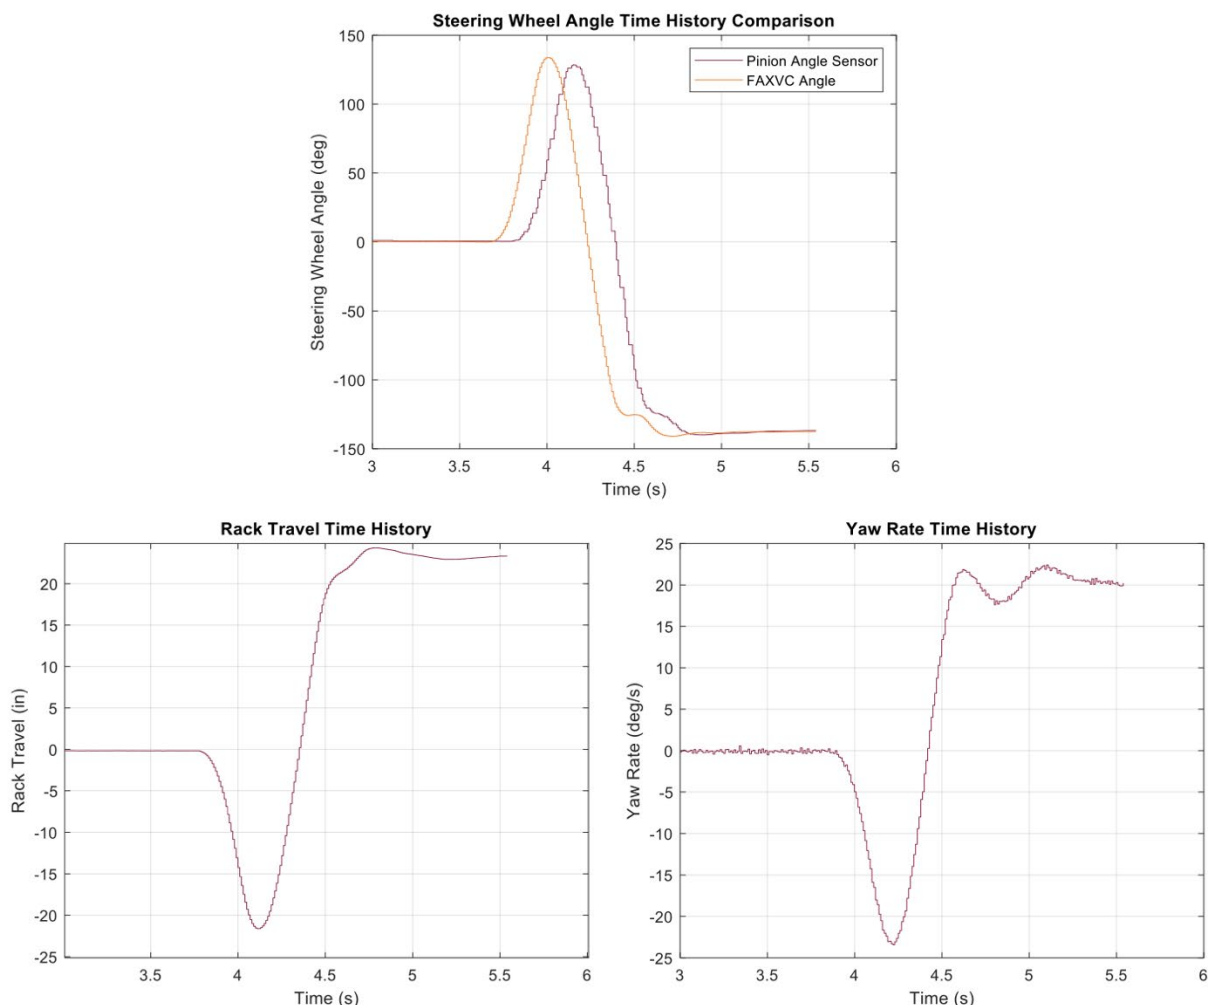 Steering Wheel Angle Time History Comparison
150
100
50
0
-50
-100
-150
Steering Wheel Angle (deg)
Pinion Angle Sensor
FAXVC Angle
3 3.5 4 4.5 5 5.5 6
Time (s)
Rack Travel Time History
20
15
10
5
0
-5
-10
-15
-20
-25
Rack Travel (in)
3.5 4 4.5 5 5.5 6
Time (s)
Yaw Rate Time History
25
20
15
10
5
0
-5
-10
-15
-20
-25
Yaw Rate (deg/s)
3 3.5 4 4.5 5 5.5 6
Time (s)